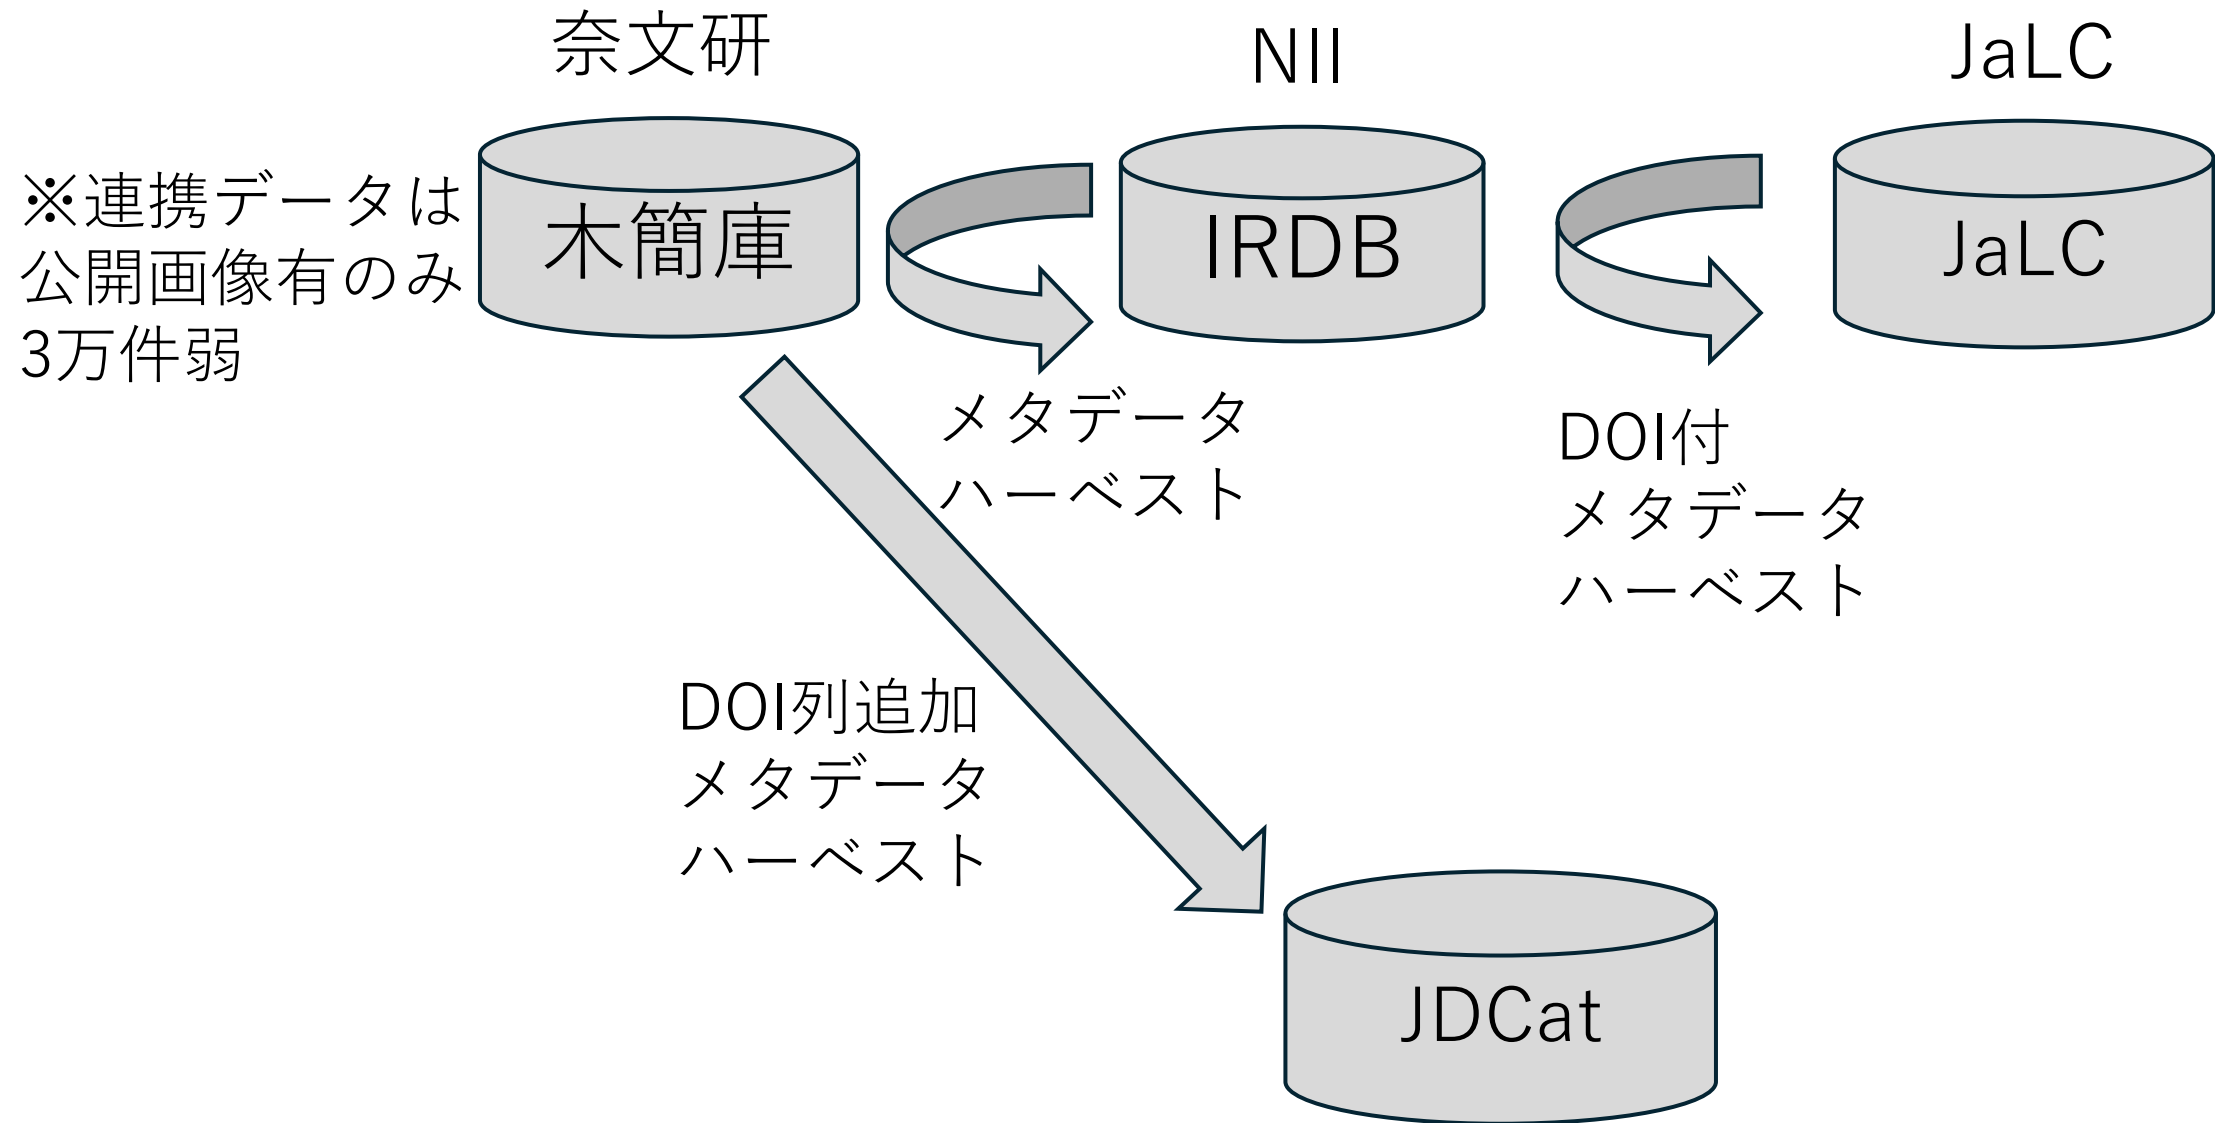 奈文研
NII
JaLC
※連携データは
公開画像有のみ
3万件弱
木簡庫
IRDB
JaLC
メタデータ
ハーベスト
DOI付
メタデータ
ハーベスト
DOI列追加
メタデータ
ハーベスト
JDCat